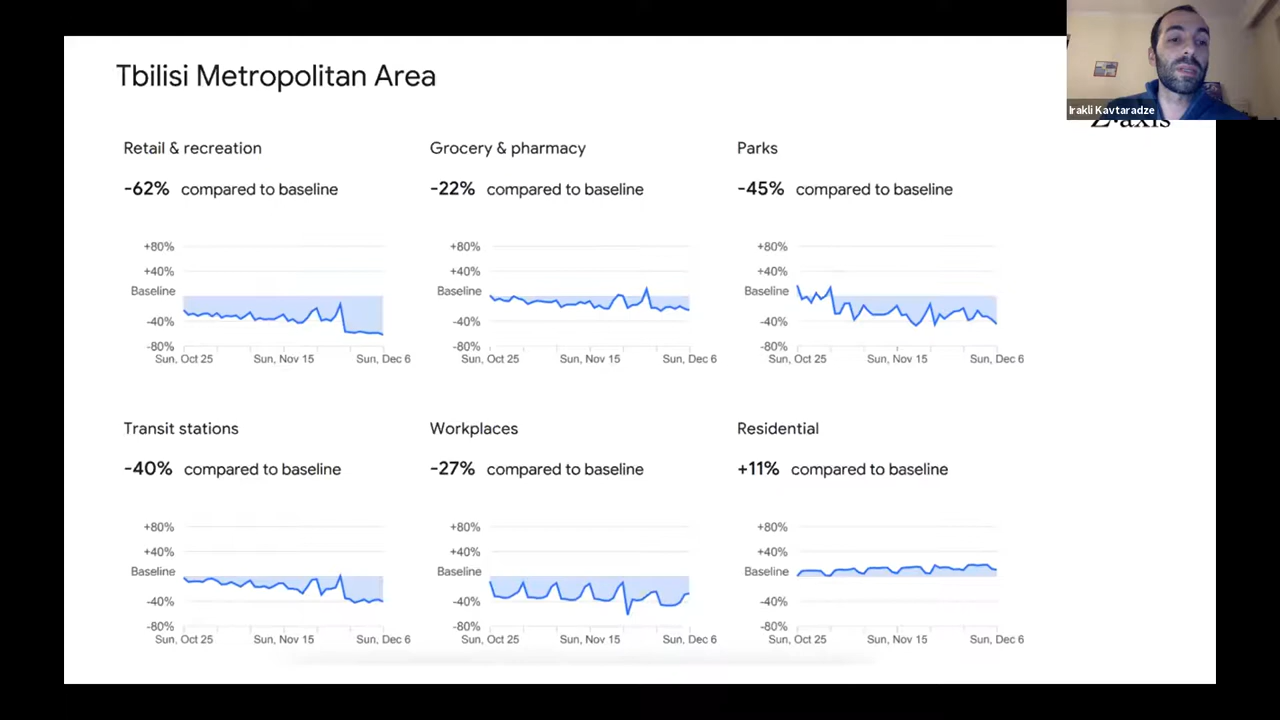 Tbilisi Metropolitan Area
Irakli Kavtaradze
Z·axis
Retail & recreation
-62% compared to baseline
+80%
+40%
Baseline
-40%
-80%
Sun, Oct 25 Sun, Nov 15 Sun, Dec 6
Grocery & pharmacy
-22% compared to baseline
+80%
+40%
Baseline
-40%
-80%
Sun, Oct 25 Sun, Nov 15 Sun, Dec 6
Parks
-45% compared to baseline
+80%
+40%
Baseline
-40%
-80%
Sun, Oct 25 Sun, Nov 15 Sun, Dec 6
Transit stations
-40% compared to baseline
+80%
+40%
Baseline
-40%
-80%
Sun, Oct 25 Sun, Nov 15 Sun, Dec 6
Workplaces
-27% compared to baseline
+80%
+40%
Baseline
-40%
-80%
Sun, Oct 25 Sun, Nov 15 Sun, Dec 6
Residential
+11% compared to baseline
+80%
+40%
Baseline
-40%
-80%
Sun, Oct 25 Sun, Nov 15 Sun, Dec 6